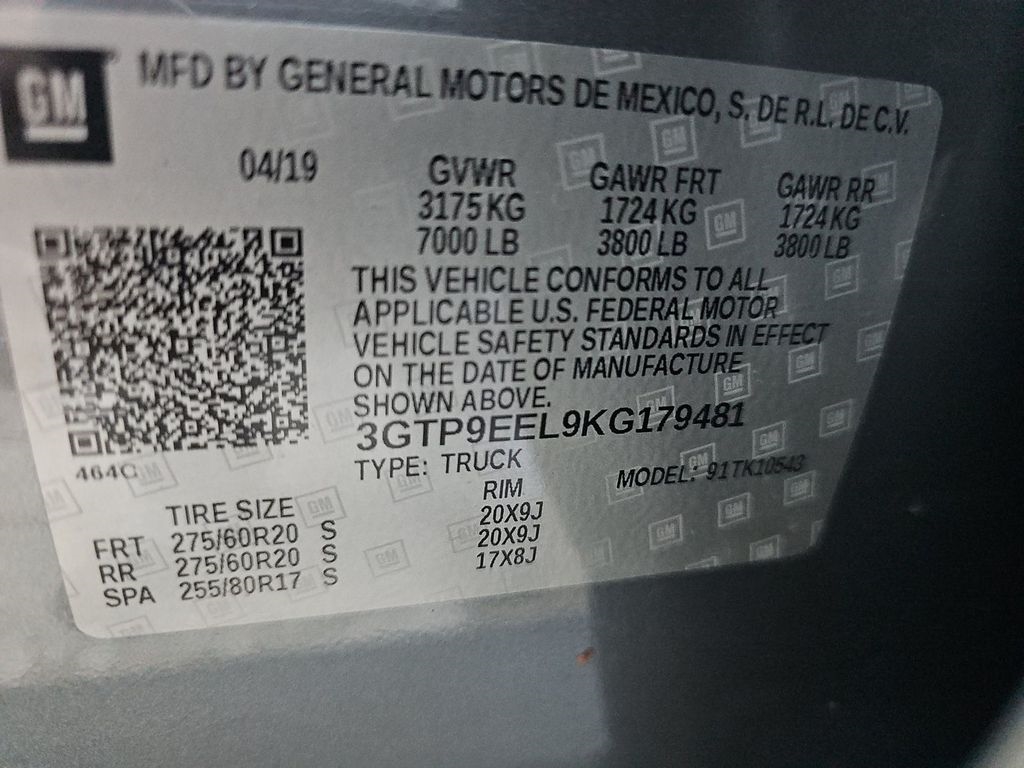 GM
MFD BY GENERAL MOTORS DE MEXICO, S. DE R.L. DE C.V.
04/19
GVWR GAWR FRT GAWR RR
3175 KG 1724 KG 1724 KG
7000 LB 3800 LB 3800 LB
THIS VEHICLE CONFORMS TO ALL
APPLICABLE U.S. FEDERAL MOTOR
VEHICLE SAFETY STANDARDS IN EFFECT
ON THE DATE OF MANUFACTURE
SHOWN ABOVE.
3GTP9EEL9KG179481
464C
TYPE: TRUCK MODEL: 91TK10543
TIRE SIZE RIM
FRT 275/60R20 S 20X9J
RR 275/60R20 S 20X9J
SPA 255/80R17 S 17X8J